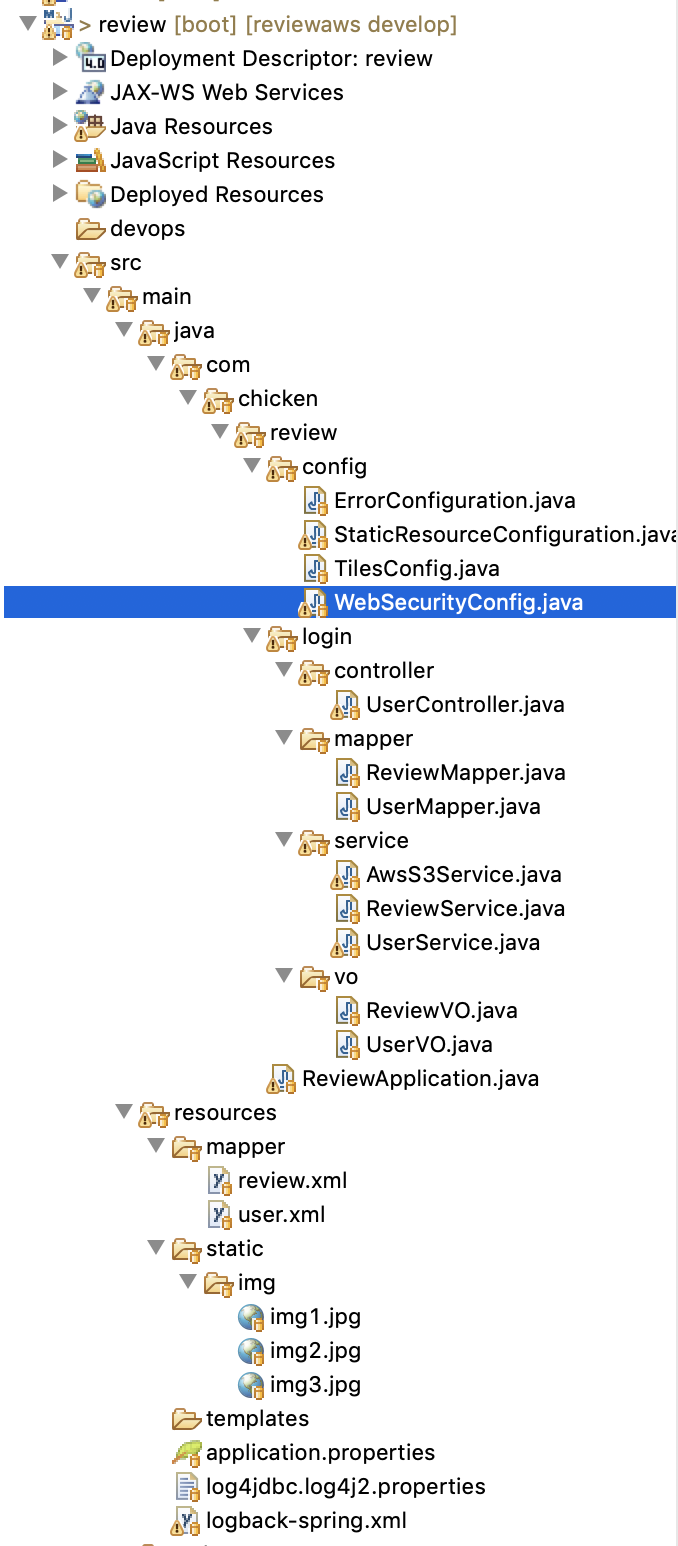 > review [boot] [reviewaws develop]
Deployment Descriptor: review
JAX-WS Web Services
Java Resources
JavaScript Resources
Deployed Resources
devops
src
main
java
com
chicken
review
config
ErrorConfiguration.java
StaticResourceConfiguration.java
TilesConfig.java
WebSecurityConfig.java
login
controller
UserController.java
mapper
ReviewMapper.java
UserMapper.java
service
AwsS3Service.java
ReviewService.java
UserService.java
vo
ReviewVO.java
UserVO.java
ReviewApplication.java
resources
mapper
review.xml
user.xml
static
img
img1.jpg
img2.jpg
img3.jpg
templates
application.properties
log4jdbc.log4j2.properties
logback-spring.xml